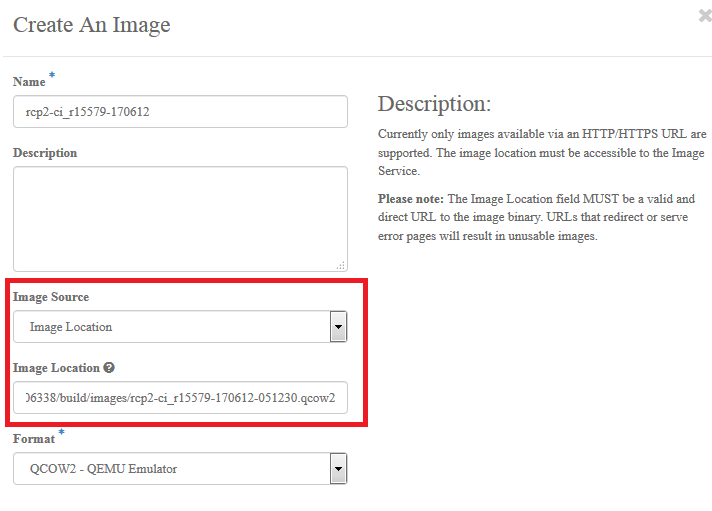 Create An Image
Name *
rcp2-ci_r15579-170612
Description
Image Source
Image Location
Image Location
06338/build/images/rcp2-ci_r15579-170612-051230.qcow2
Format *
QCOW2 - QEMU Emulator
Description:
Currently only images available via an HTTP/HTTPS URL are
supported. The image location must be accessible to the Image
Service.
Please note: The Image Location field MUST be a valid and
direct URL to the image binary. URLs that redirect or serve
error pages will result in unusable images.